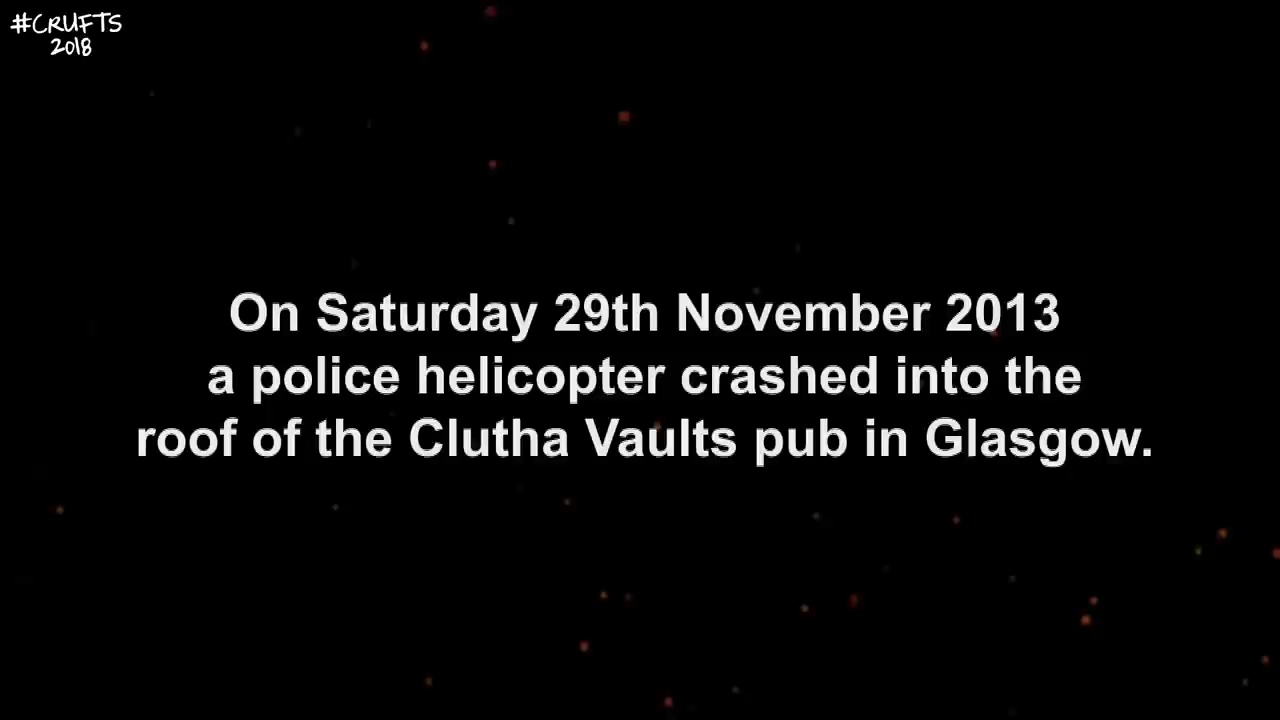 #CRUFTS
2018
On Saturday 29th November 2013
a police helicopter crashed into the
roof of the Clutha Vaults pub in Glasgow.